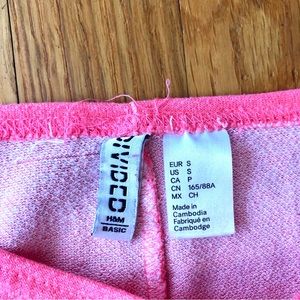 DIVIDED
H&M
BASIC
EUR S
US S
CA P
CN 165/88A
MX CH
Made in
Cambodia
Fabriqué en
Cambodge